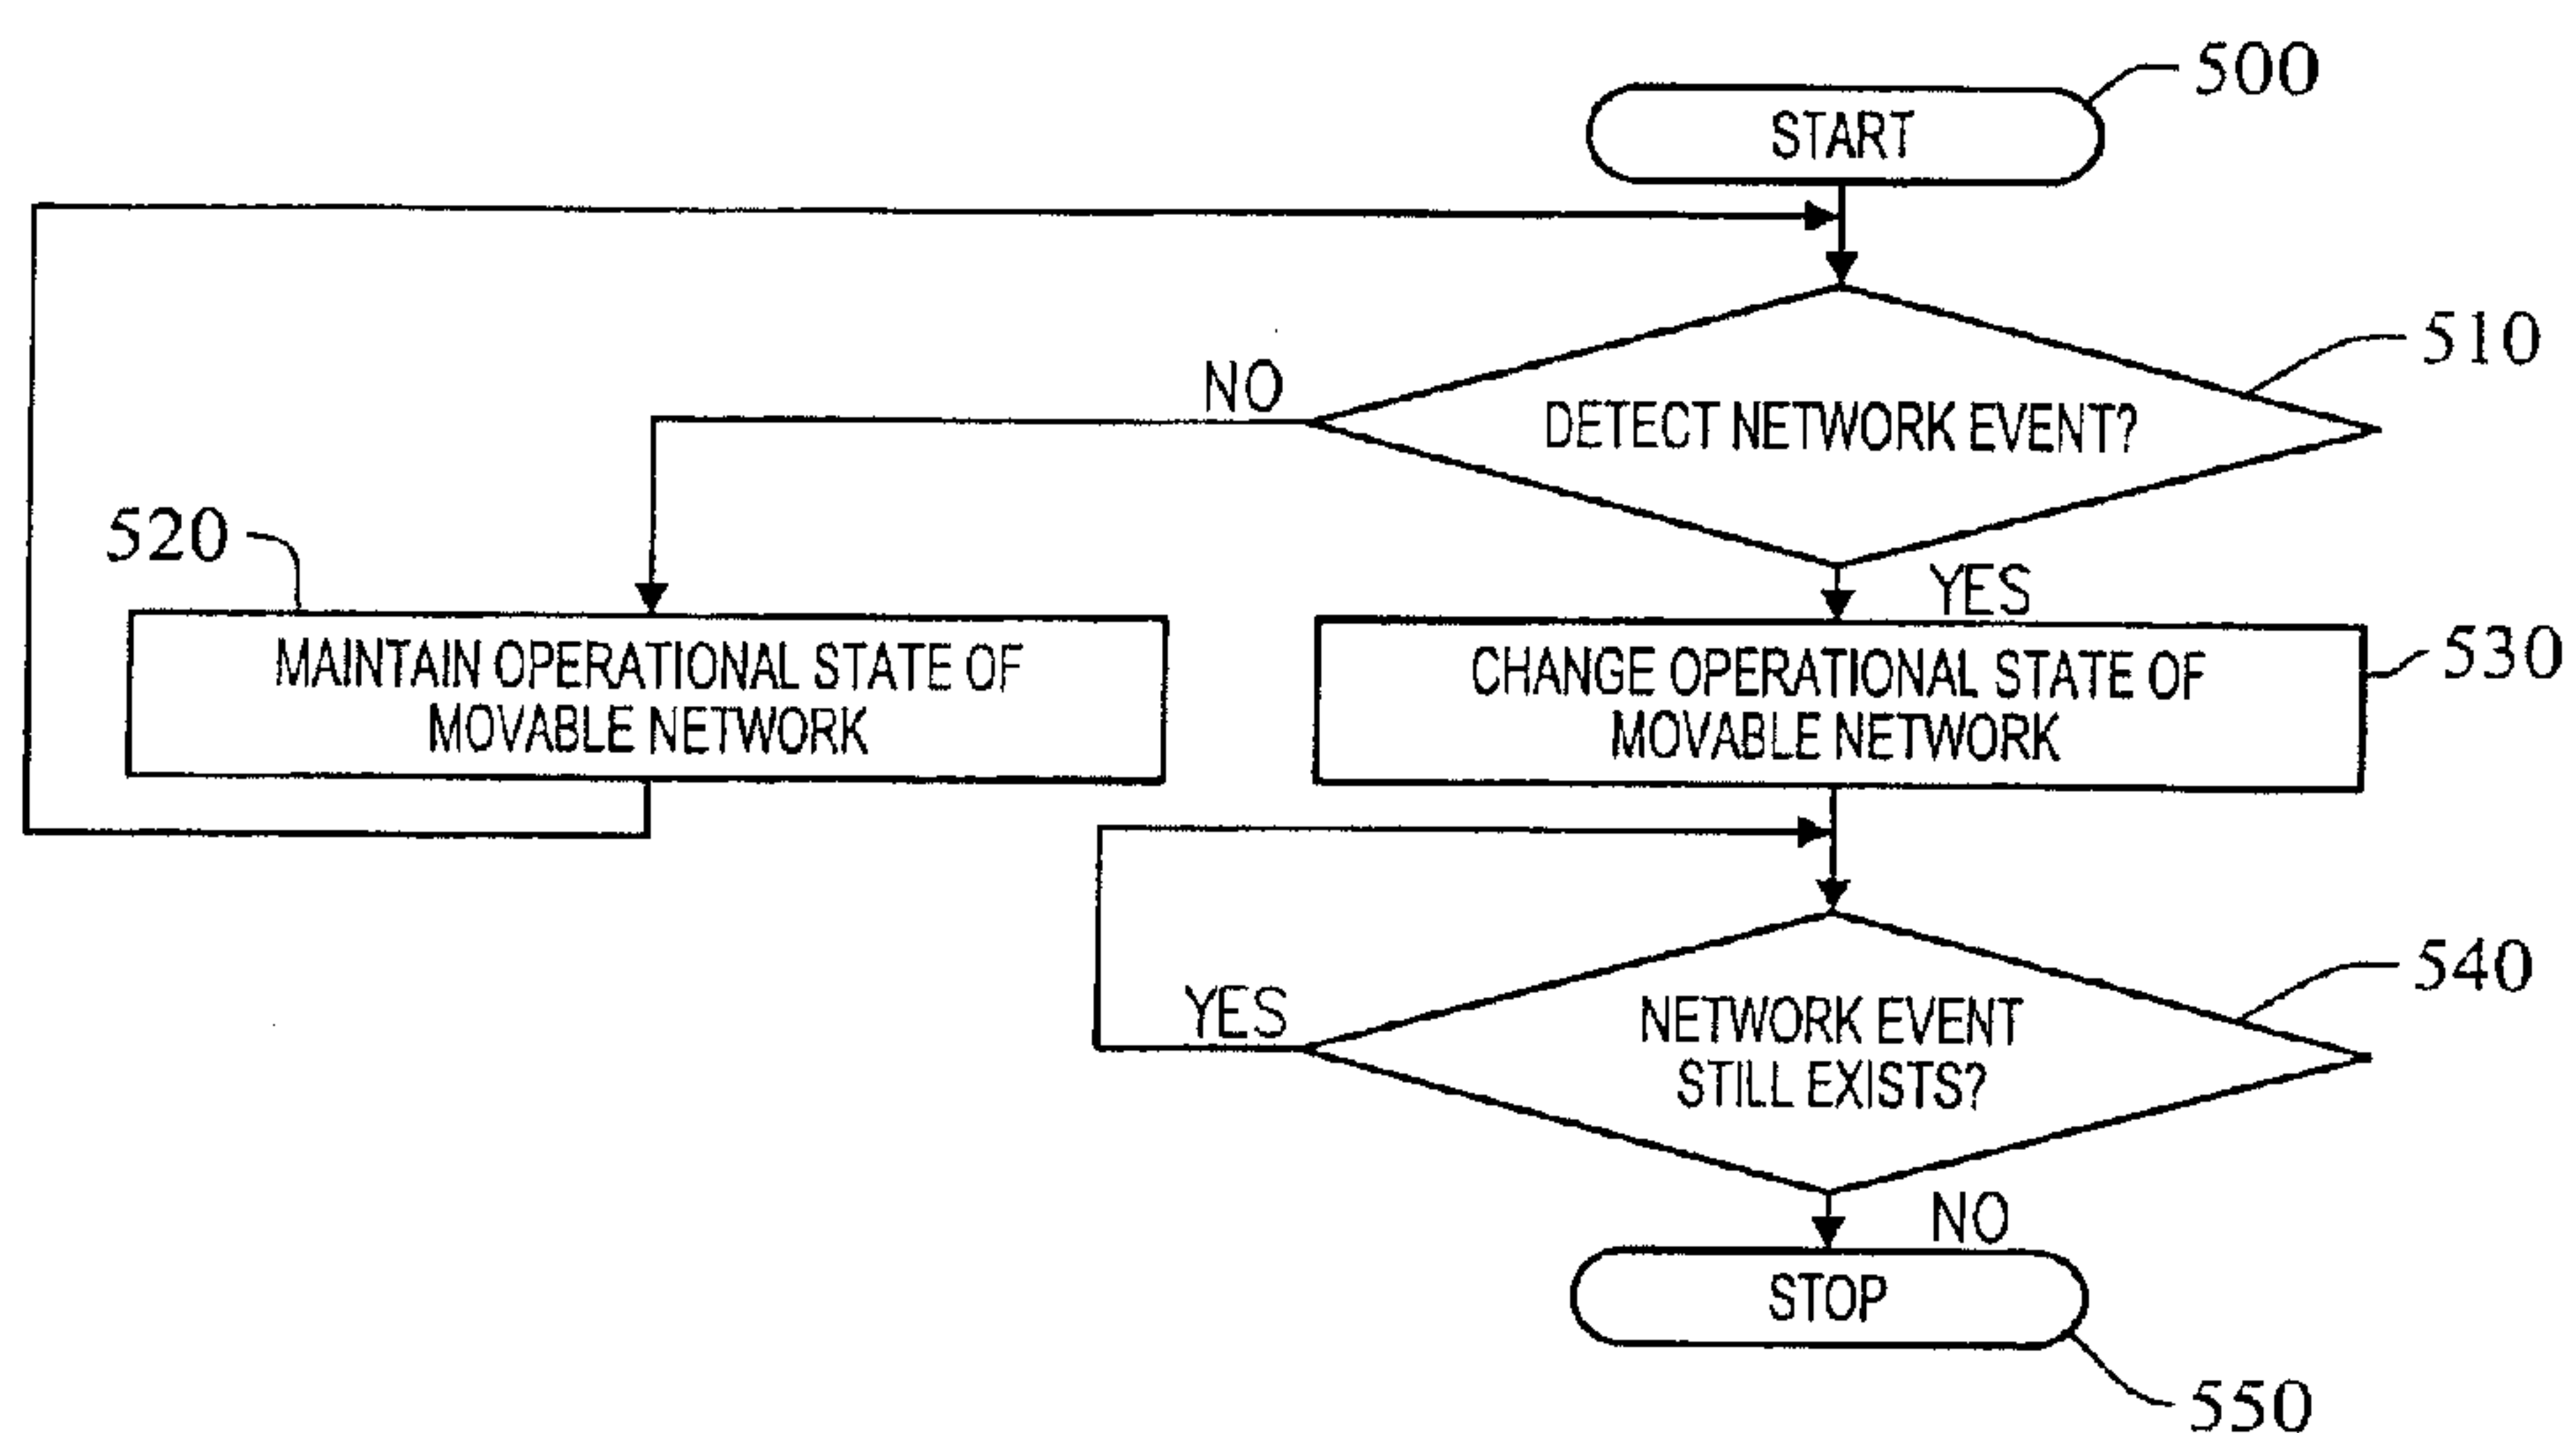 500
START
510
NO
DETECT NETWORK EVENT?
520
YES
MAINTAIN OPERATIONAL STATE OF
MOVABLE NETWORK
CHANGE OPERATIONAL STATE OF
MOVABLE NETWORK
530
540
YES
NETWORK EVENT
STILL EXISTS?
NO
STOP
550